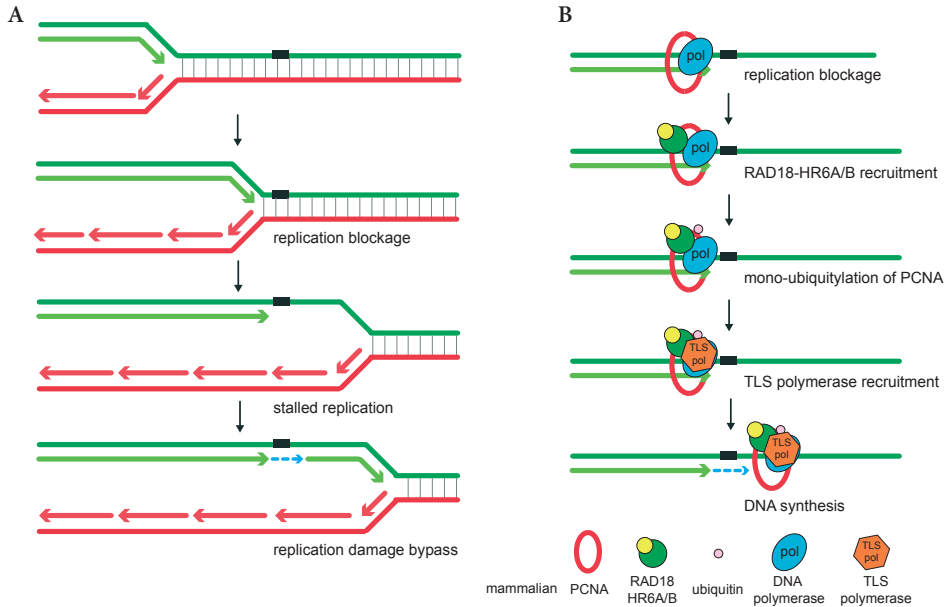 A
replication blockage
stalled replication
replication damage bypass
B
pol
replication blockage
pol
RAD18-HR6A/B recruitment
pol
mono-ubiquitylation of PCNA
TLS
pol
TLS polymerase recruitment
TLS
pol
DNA synthesis
pol
TLS
pol
mammalian
PCNA
RAD18
HR6A/B
ubiquitin
DNA
polymerase
TLS
polymerase